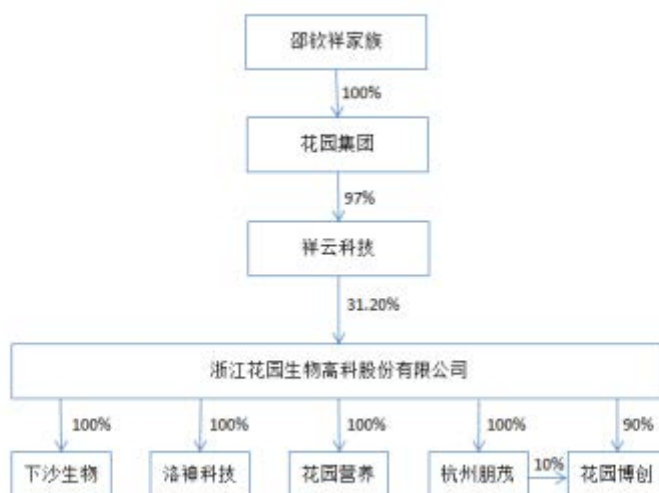 邵钦祥家族
100%
花园集团
97%
祥云科技
31.20%
浙江花园生物高科股份有限公司
100%
100%
100%
100%
90%
下沙生物
洛神科技
花园营养
杭州朋茂
10%
花园博创